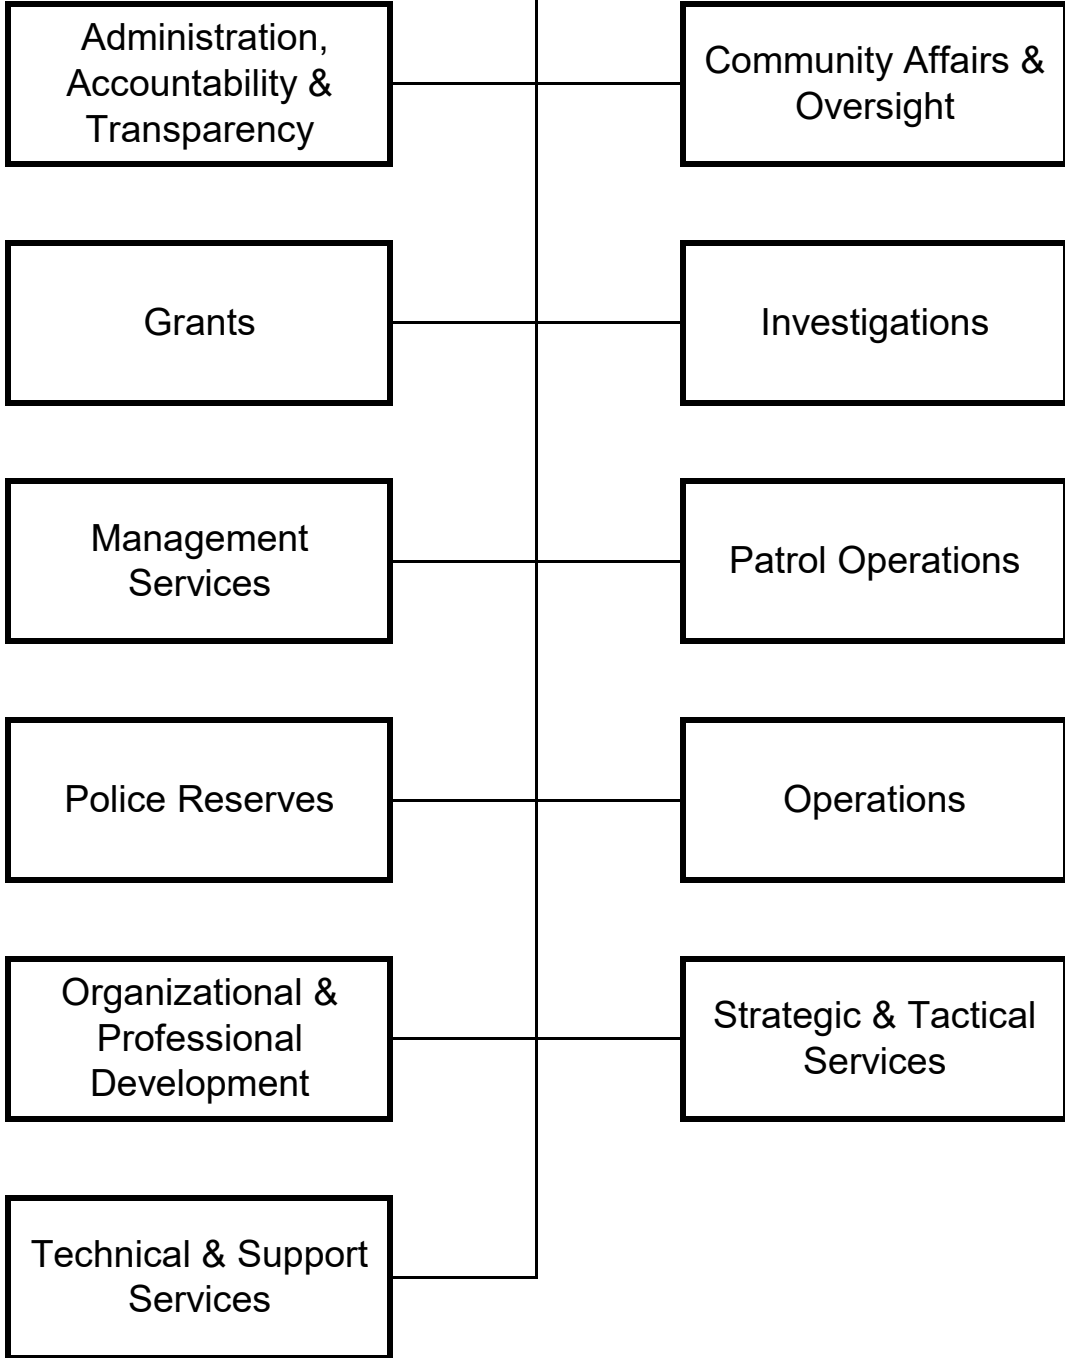 Administration,
Accountability &
Transparency
Community Affairs &
Oversight
Grants
Investigations
Management
Services
Patrol Operations
Police Reserves
Operations
Organizational &
Professional
Development
Strategic & Tactical
Services
Technical & Support
Services